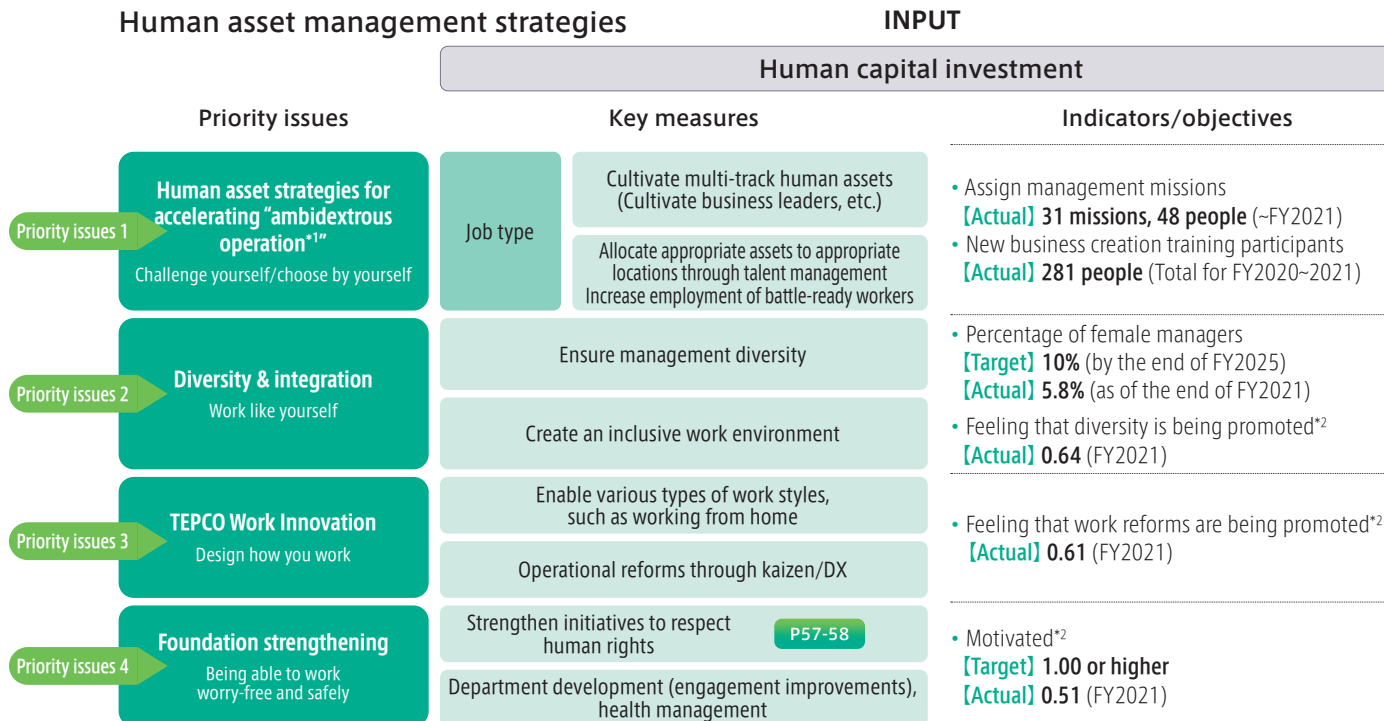 Human asset management strategies
INPUT
Human capital investment
Priority issues
Key measures
Indicators/objectives
Priority issues 1
Human asset strategies for
accelerating “ambidextrous
operation*1”
Challenge yourself/choose by yourself
Job type
Cultivate multi-track human assets
(Cultivate business leaders, etc.)
Allocate appropriate assets to appropriate
locations through talent management
Increase employment of battle-ready workers
• Assign management missions
【Actual】 31 missions, 48 people (~FY2021)
• New business creation training participants
【Actual】 281 people (Total for FY2020~2021)
Priority issues 2
Diversity & integration
Work like yourself
Ensure management diversity
Create an inclusive work environment
• Percentage of female managers
【Target】 10% (by the end of FY2025)
【Actual】 5.8% (as of the end of FY2021)
• Feeling that diversity is being promoted*2
【Actual】 0.64 (FY2021)
Priority issues 3
TEPCO Work Innovation
Design how you work
Enable various types of work styles,
such as working from home
Operational reforms through kaizen/DX
• Feeling that work reforms are being promoted*2
【Actual】 0.61 (FY2021)
Priority issues 4
Foundation strengthening
Being able to work
worry-free and safely
Strengthen initiatives to respect
human rights
P57-58
Department development (engagement improvements),
health management
• Motivated*2
【Target】 1.00 or higher
【Actual】 0.51 (FY2021)